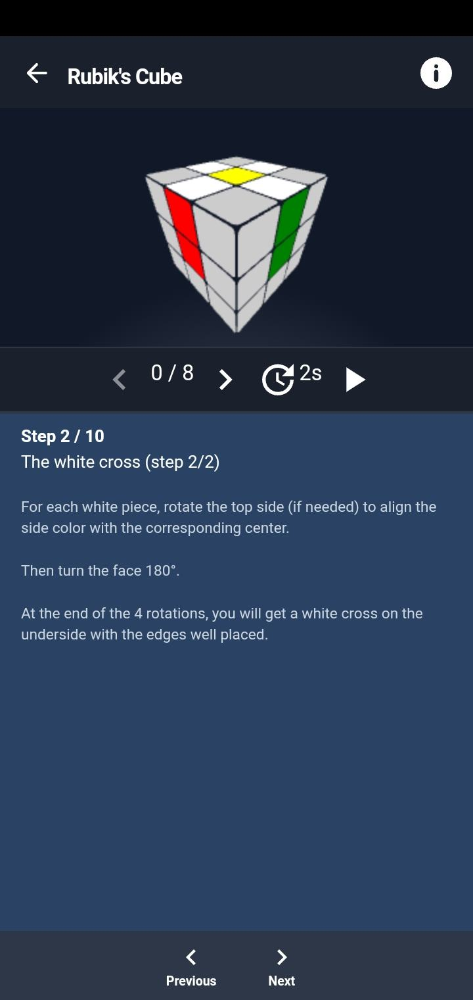 Rubik's Cube
0 / 8
2s
Step 2 / 10
The white cross (step 2/2)
For each white piece, rotate the top side (if needed) to align the
side color with the corresponding center.
Then turn the face 180°.
At the end of the 4 rotations, you will get a white cross on the
underside with the edges well placed.
Previous
Next